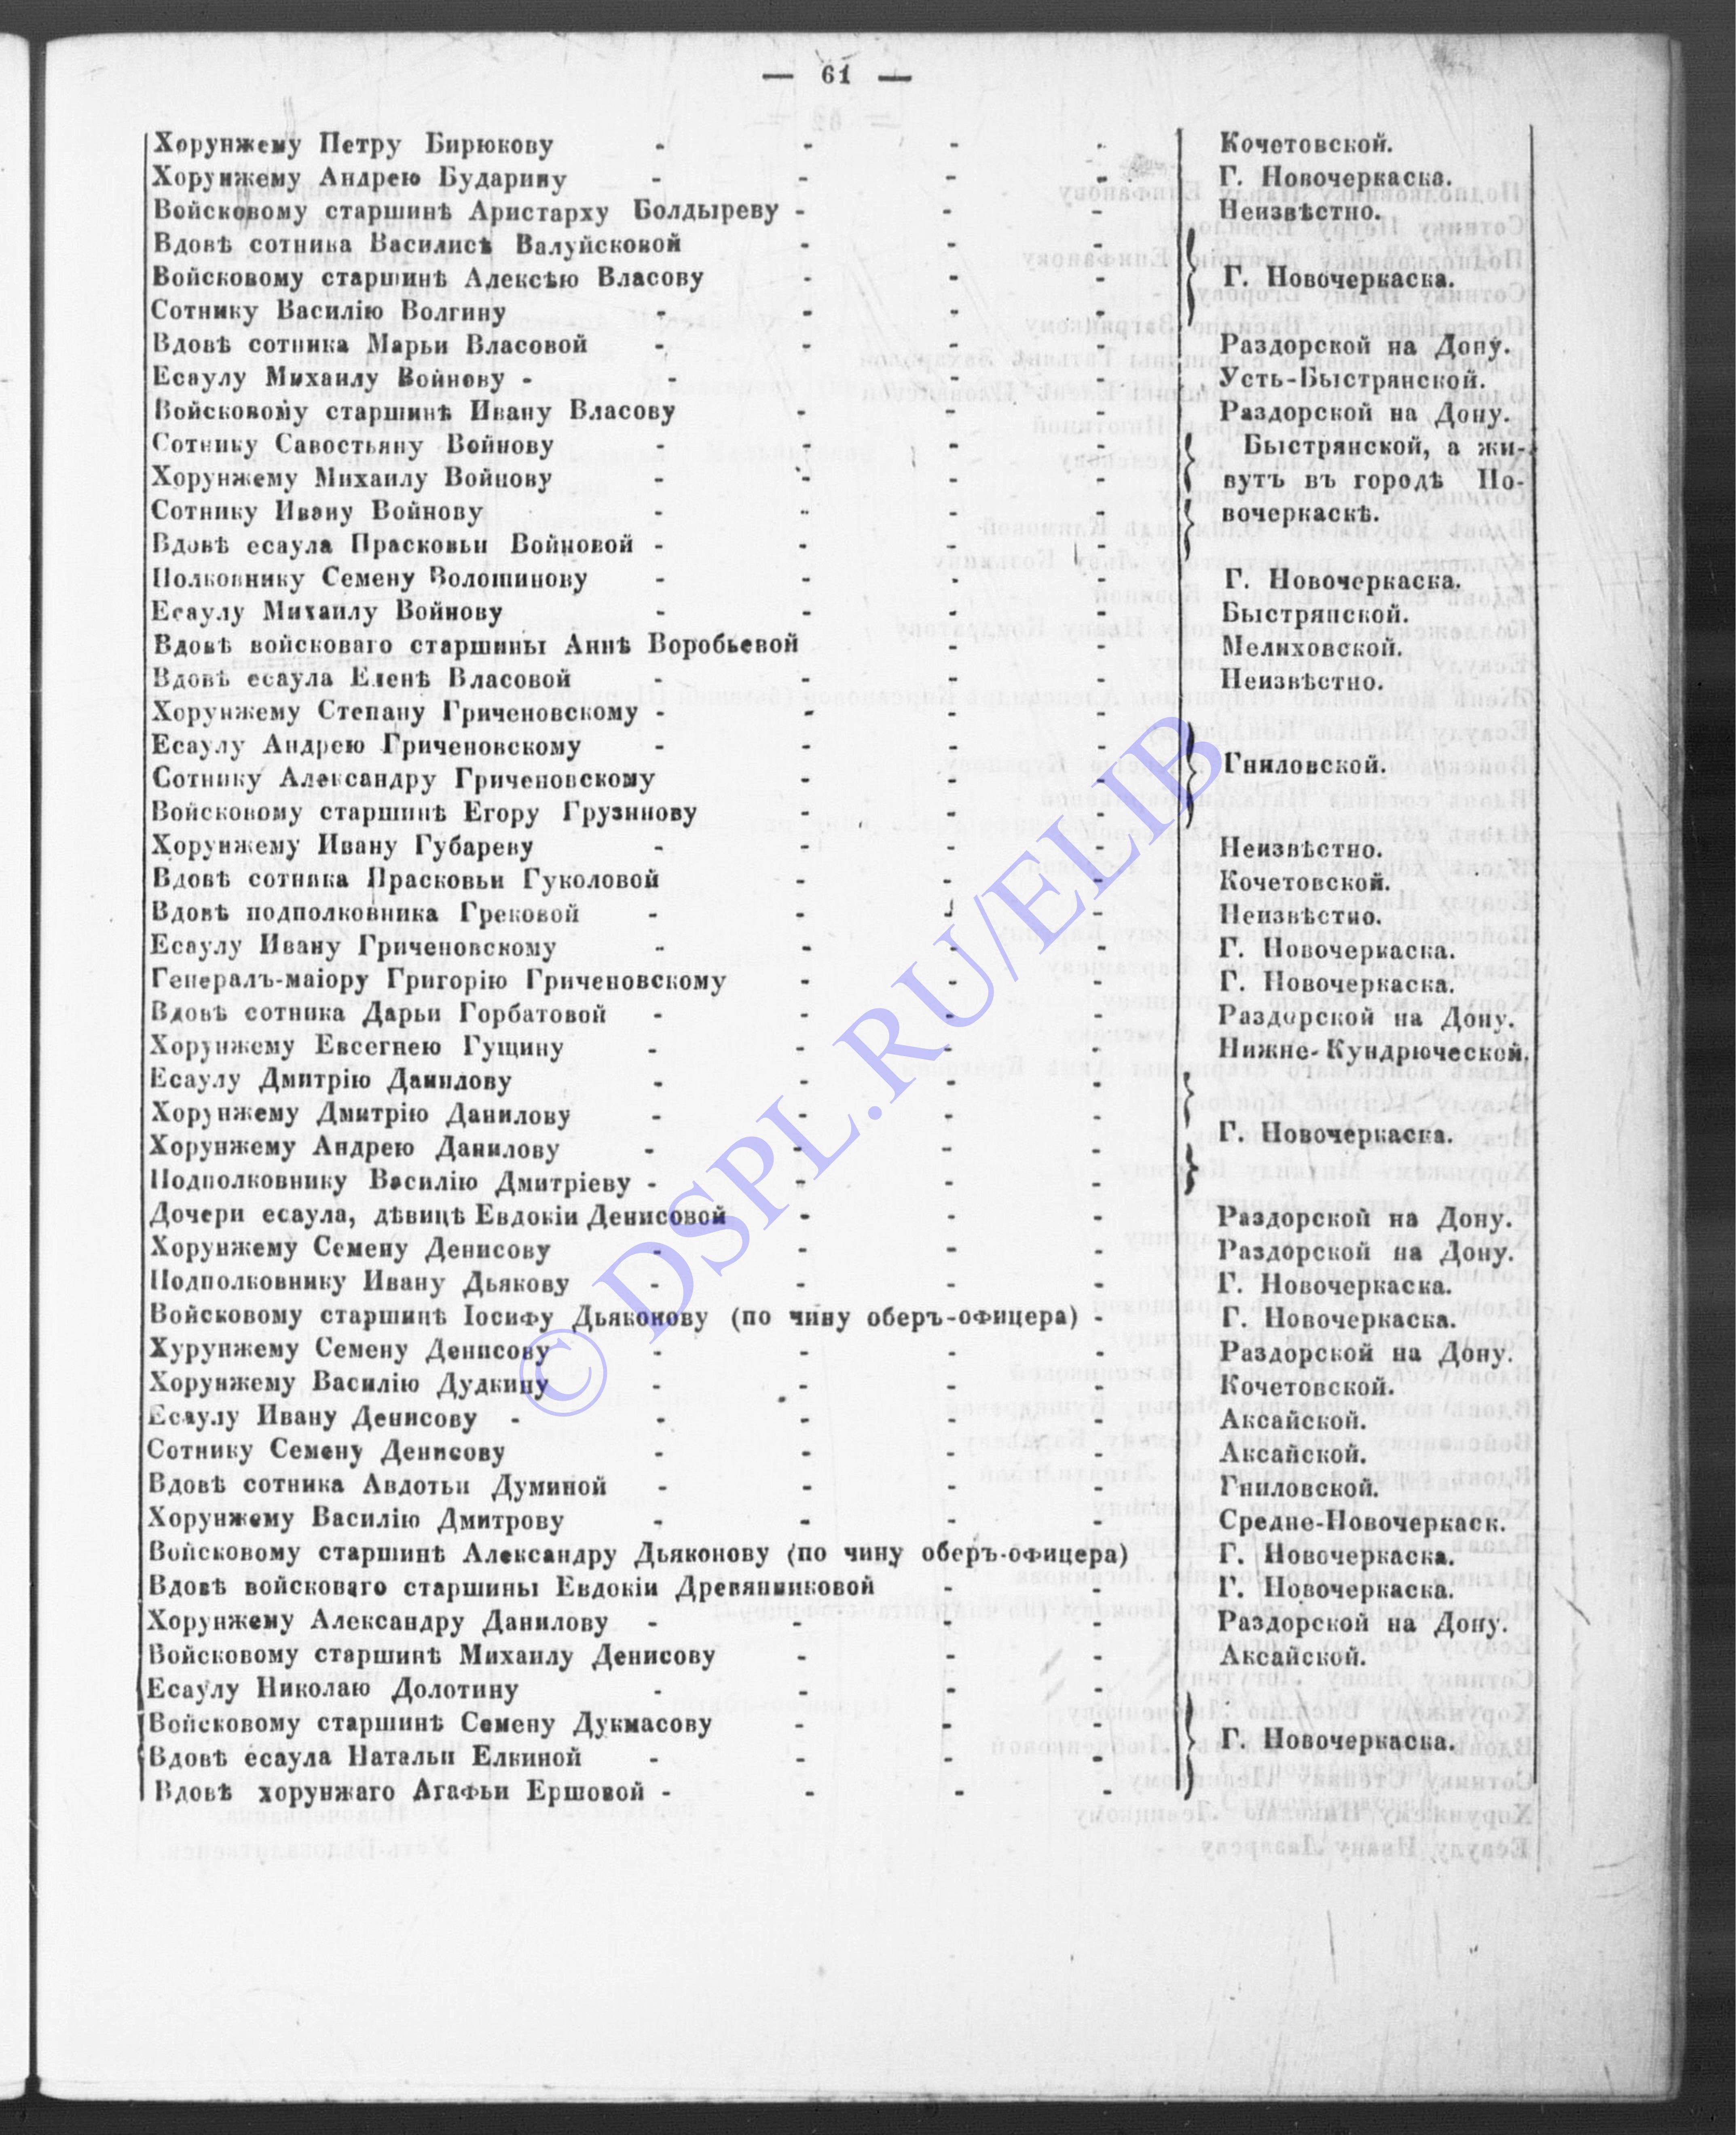 — 61 —
Хорунжему Петру Бирюкову - - - - Кочетовской.
Хорунжему Андрею Бударину - - - - Г. Новочеркаска.
Войсковому старшинѣ Аристарху Болдыреву - - - Неизвѣстно.
Вдовѣ сотника Василисѣ Валуйсковой - - -
Войсковому старшинѣ Алексѣю Власову - - - Г. Новочеркаска.
Сотнику Василію Волгину - - - -
Вдовѣ сотника Марьи Власовой - - - - Раздорской на Дону.
Есаулу Михаилу Войнову - - - - - Усть-Быстрянской.
Войсковому старшинѣ Ивану Власову - - - Раздорской на Дону.
Сотнику Савостьяну Войнову - - - - Быстрянской, а жи-
Хорунжему Михаилу Войнову - - - - вутъ въ городѣ Но-
Сотнику Ивану Войнову - - - - вочеркаскѣ.
Вдовѣ есаула Прасковьи Войновой - - - -
Полковнику Семену Волошинову - - - - Г. Новочеркаска.
Есаулу Михаилу Войнову - - - - Быстрянской.
Вдовѣ войсковаго старшины Аннѣ Воробьевой - - Мелиховской.
Вдовѣ есаула Еленѣ Власовой - - - - Неизвѣстно.
Хорунжему Степану Гриченовскому - - - -
Есаулу Андрею Гриченовскому - - - -
Сотнику Александру Гриченовскому - - - Гниловской.
Войсковому старшинѣ Егору Грузинову - - -
Хорунжему Ивану Губареву - - - - Неизвѣстно.
Вдовѣ сотника Прасковьи Гуколовой - - - Кочетовской.
Вдовѣ подполковника Грековой - - - - Неизвѣстно.
Есаулу Ивану Гриченовскому - - - - Г. Новочеркаска.
Генералъ-маіору Григорію Гриченовскому - - - Г. Новочеркаска.
Вдовѣ сотника Дарьи Горбатовой - - - - Раздорской на Дону.
Хорунжему Евсегнею Гущину - - - - Нижне-Кундрюческой.
Есаулу Дмитрію Данилову - - - -
Хорунжему Дмитрію Данилову - - - -
Хорунжему Андрею Данилову - - - - Г. Новочеркаска.
Подполковнику Василію Дмитріеву - - - -
Дочери есаула, дѣвицѣ Евдокіи Денисовой - - - Раздорской на Дону.
Хорунжему Семену Денисову - - - - Раздорской на Дону.
Подполковнику Ивану Дьякову - - - - Г. Новочеркаска.
Войсковому старшинѣ Іосифу Дьяконову (по чину оберъ-офицера) - Г. Новочеркаска.
Хурунжему Семену Денисову - - - - Раздорской на Дону.
Хорунжему Василію Дудкину - - - - Кочетовской.
Есаулу Ивану Денисову - - - - - Аксайской.
Сотнику Семену Денисову - - - - Аксайской.
Вдовѣ сотника Авдотьи Думиной - - - - Гниловской.
Хорунжему Василію Дмитрову - - - - Средне-Новочеркаск.
Войсковому старшинѣ Александру Дьяконову (по чину оберъ-офицера) Г. Новочеркаска.
Вдовѣ войсковаго старшины Евдокіи Древянниковой - - Г. Новочеркаска.
Хорунжему Александру Данилову - - - - Раздорской на Дону.
Войсковому старшинѣ Михаилу Денисову - - - Аксайской.
Есаулу Николаю Долотину - - - -
Войсковому старшинѣ Семену Дукмасову - - - Г. Новочеркаска.
Вдовѣ есаула Натальи Елкиной - - - -
Вдовѣ хорунжаго Агафьи Ершовой - - - -
© DSPL.RU/ELIB